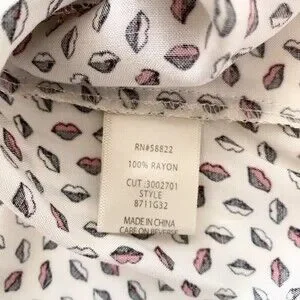 RN#58822
100% RAYON
CUT :3002701
STYLE
8711G32
MADE IN CHINA
CARE ON REVERSE